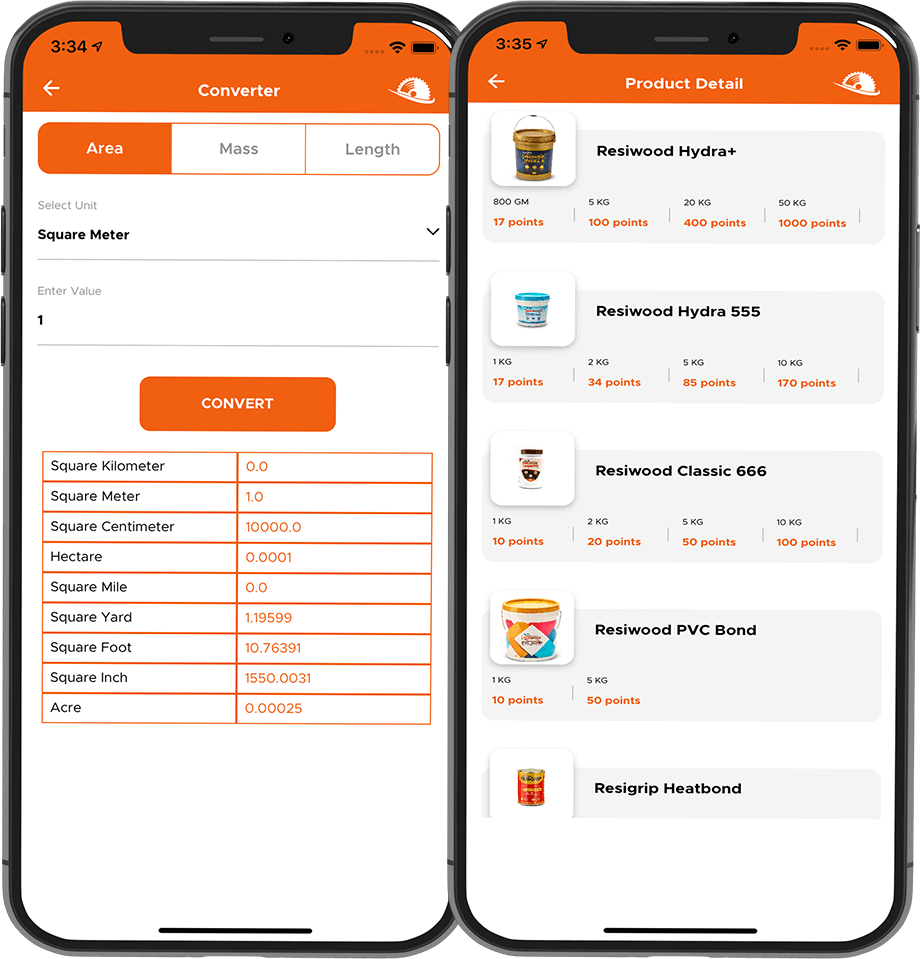 3:34
Converter
Area Mass Length
Select Unit
Square Meter
Enter Value
1
CONVERT
Square Kilometer 0.0
Square Meter 1.0
Square Centimeter 10000.0
Hectare 0.0001
Square Mile 0.0
Square Yard 1.19599
Square Foot 10.76391
Square Inch 1550.0031
Acre 0.00025
3:35
Product Detail
Resiwood Hydra+
800 GM 5 KG 20 KG 50 KG
17 points 100 points 400 points 1000 points
Resiwood Hydra 555
1 KG 2 KG 5 KG 10 KG
17 points 34 points 85 points 170 points
Resiwood Classic 666
1 KG 2 KG 5 KG 10 KG
10 points 20 points 50 points 100 points
Resiwood PVC Bond
1 KG 5 KG
10 points 50 points
Resigrip Heatbond